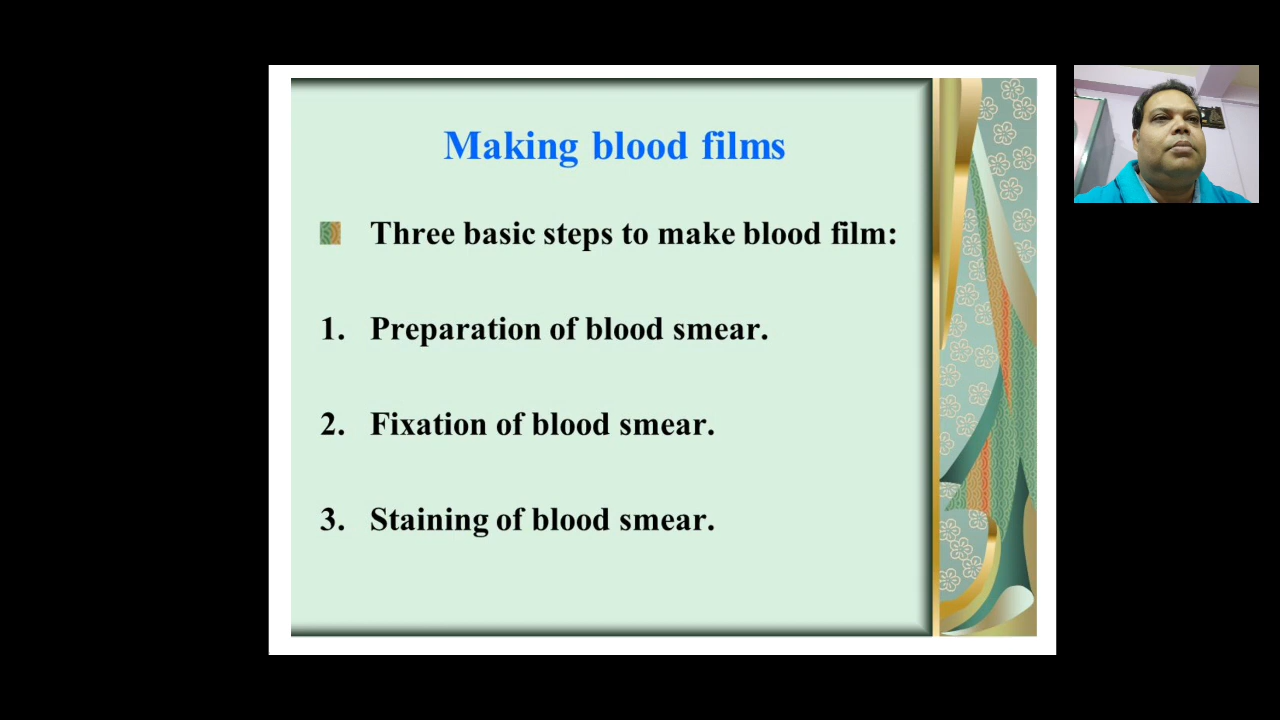 Making blood films
Three basic steps to make blood film:
1. Preparation of blood smear.
2. Fixation of blood smear.
3. Staining of blood smear.